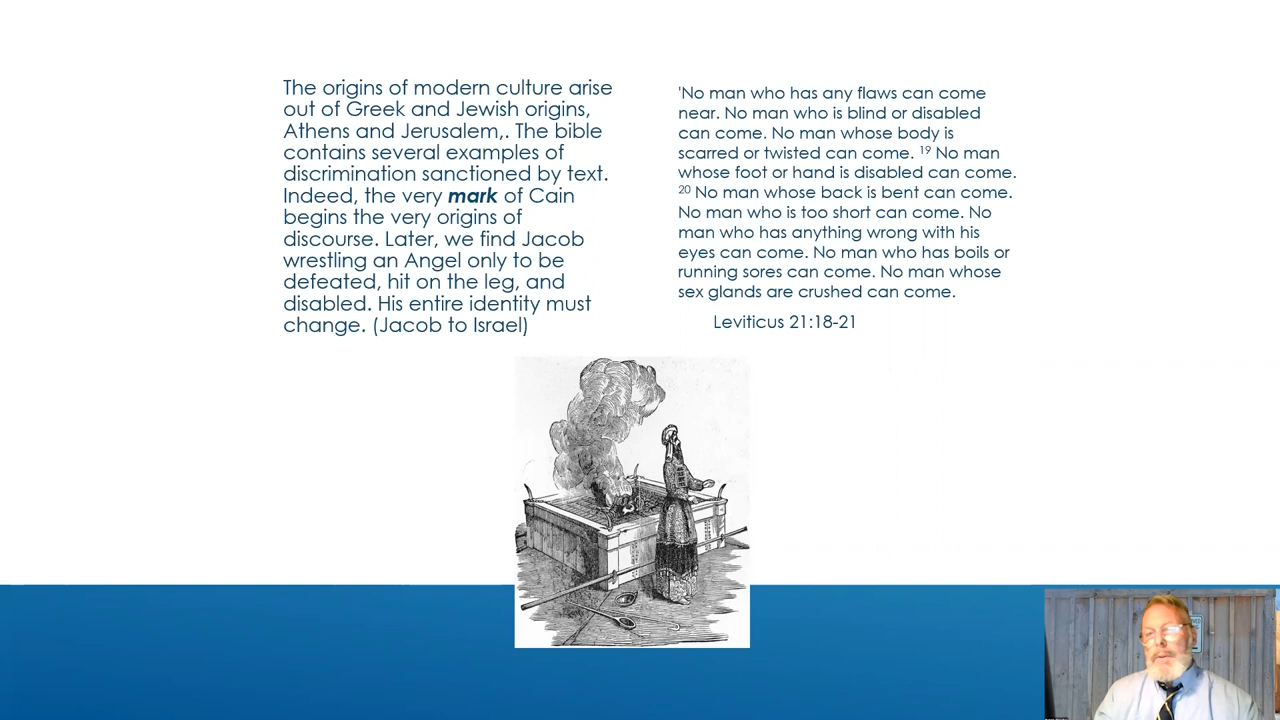 The origins of modern culture arise
out of Greek and Jewish origins,
Athens and Jerusalem,. The bible
contains several examples of
discrimination sanctioned by text.
Indeed, the very mark of Cain
begins the very origins of
discourse. Later, we find Jacob
wrestling an Angel only to be
defeated, hit on the leg, and
disabled. His entire identity must
change. (Jacob to Israel)
'No man who has any flaws can come
near. No man who is blind or disabled
can come. No man whose body is
scarred or twisted can come. 19 No man
whose foot or hand is disabled can come.
20 No man whose back is bent can come.
No man who is too short can come. No
man who has anything wrong with his
eyes can come. No man who has boils or
running sores can come. No man whose
sex glands are crushed can come.
Leviticus 21:18-21